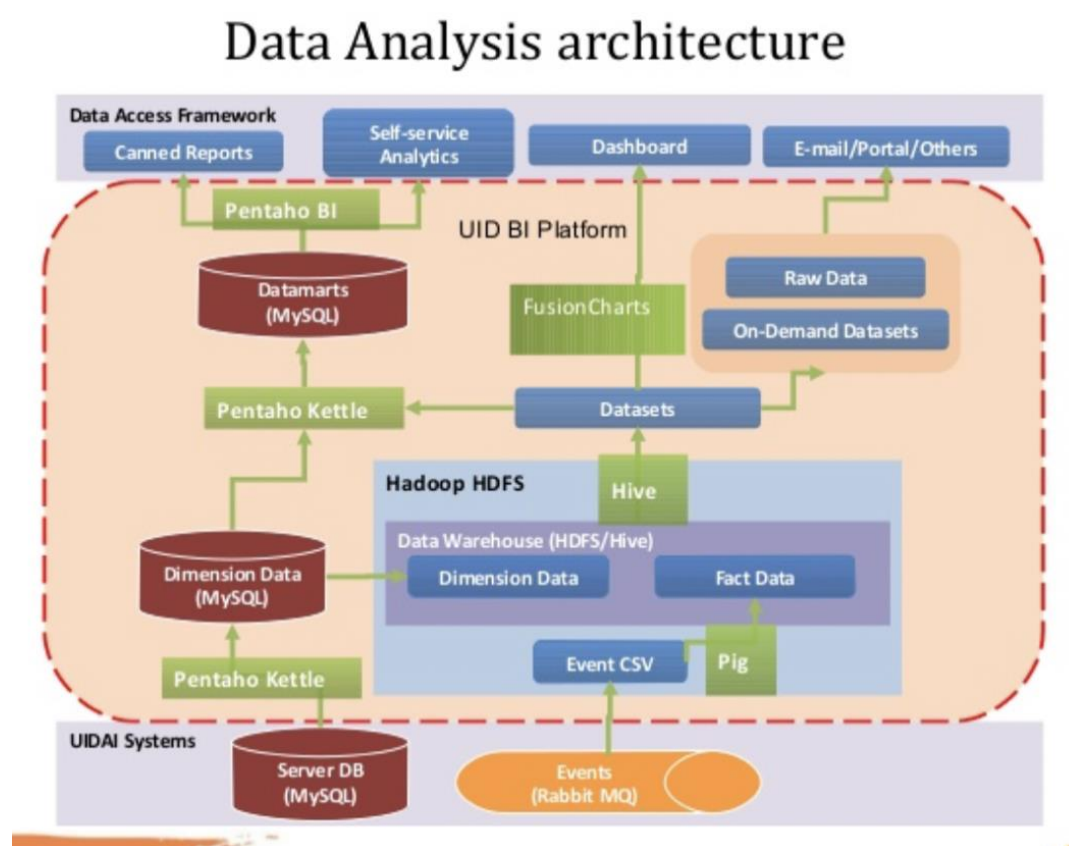 Data Analysis architecture
Data Access Framework
Canned Reports
Self-service
Analytics
Dashboard
E-mail/Portal/Others
Pentaho BI
UID BI Platform
Datamarts
(MySQL)
FusionCharts
Raw Data
On-Demand Datasets
Pentaho Kettle
Datasets
Hadoop HDFS
Hive
Data Warehouse (HDFS/Hive)
Dimension Data
(MySQL)
Dimension Data
Fact Data
Event CSV
Pig
Pentaho Kettle
UIDAI Systems
Server DB
(MySQL)
Events
(Rabbit MQ)